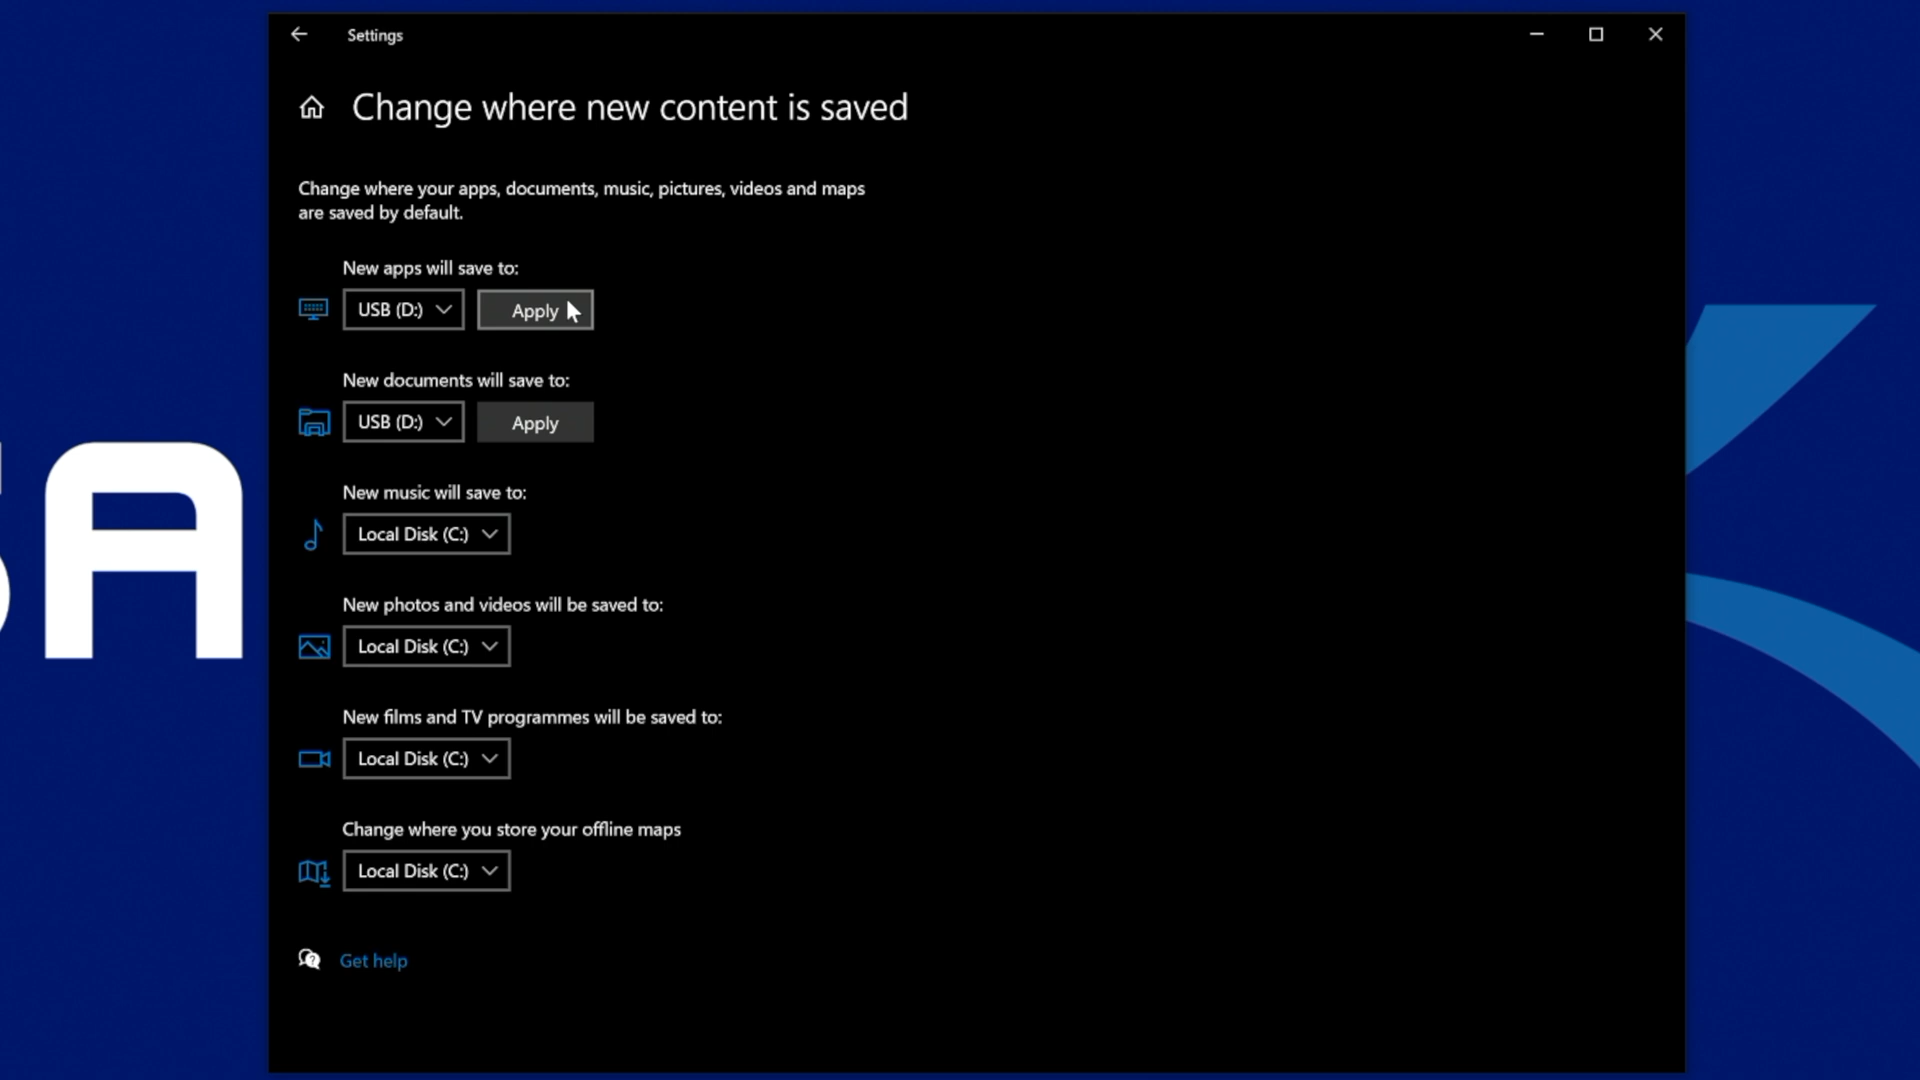 Settings
Change where new content is saved
Change where your apps, documents, music, pictures, videos and maps
are saved by default.
New apps will save to:
USB (D:)
Apply
New documents will save to:
USB (D:)
Apply
New music will save to:
Local Disk (C:)
New photos and videos will be saved to:
Local Disk (C:)
New films and TV programmes will be saved to:
Local Disk (C:)
Change where you store your offline maps
Local Disk (C:)
Get help
A